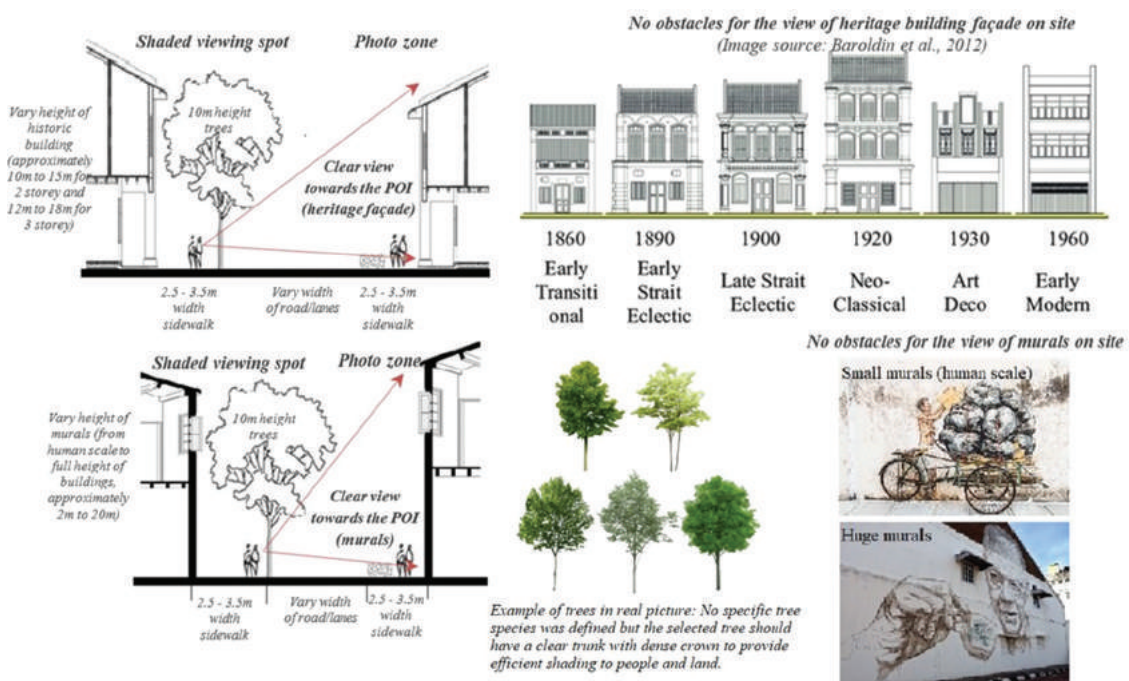 Shaded viewing spot
Photo zone
Vary height of
historic
building
(approximately
10m to 15m for
2 storey and
12m to 18m for
3 storey)
10m height
trees
Clear view
towards the POI
(heritage façade)
2.5 - 3.5m
width
sidewalk
Vary width
of road/lanes
2.5 - 3.5m
width
sidewalk
No obstacles for the view of heritage building façade on site
(Image source: Baroldin et al., 2012)
1860
Early
Transiti
onal
1890
Early
Strait
Eclectic
1900
Late Strait
Eclectic
1920
Neo-
Classical
1930
Art
Deco
1960
Early
Modern
Shaded viewing spot
Photo zone
Vary height of
murals (from
human scale to
full height of
buildings,
approximately
2m to 20m)
10m height
trees
Clear view
towards the POI
(murals)
2.5 - 3.5m
width
sidewalk
Vary width
of road/lanes
2.5 - 3.5m
width
sidewalk
Example of trees in real picture: No specific tree
species was defined but the selected tree should
have a clear trunk with dense crown to provide
efficient shading to people and land.
No obstacles for the view of murals on site
Small murals (human scale)
Huge murals